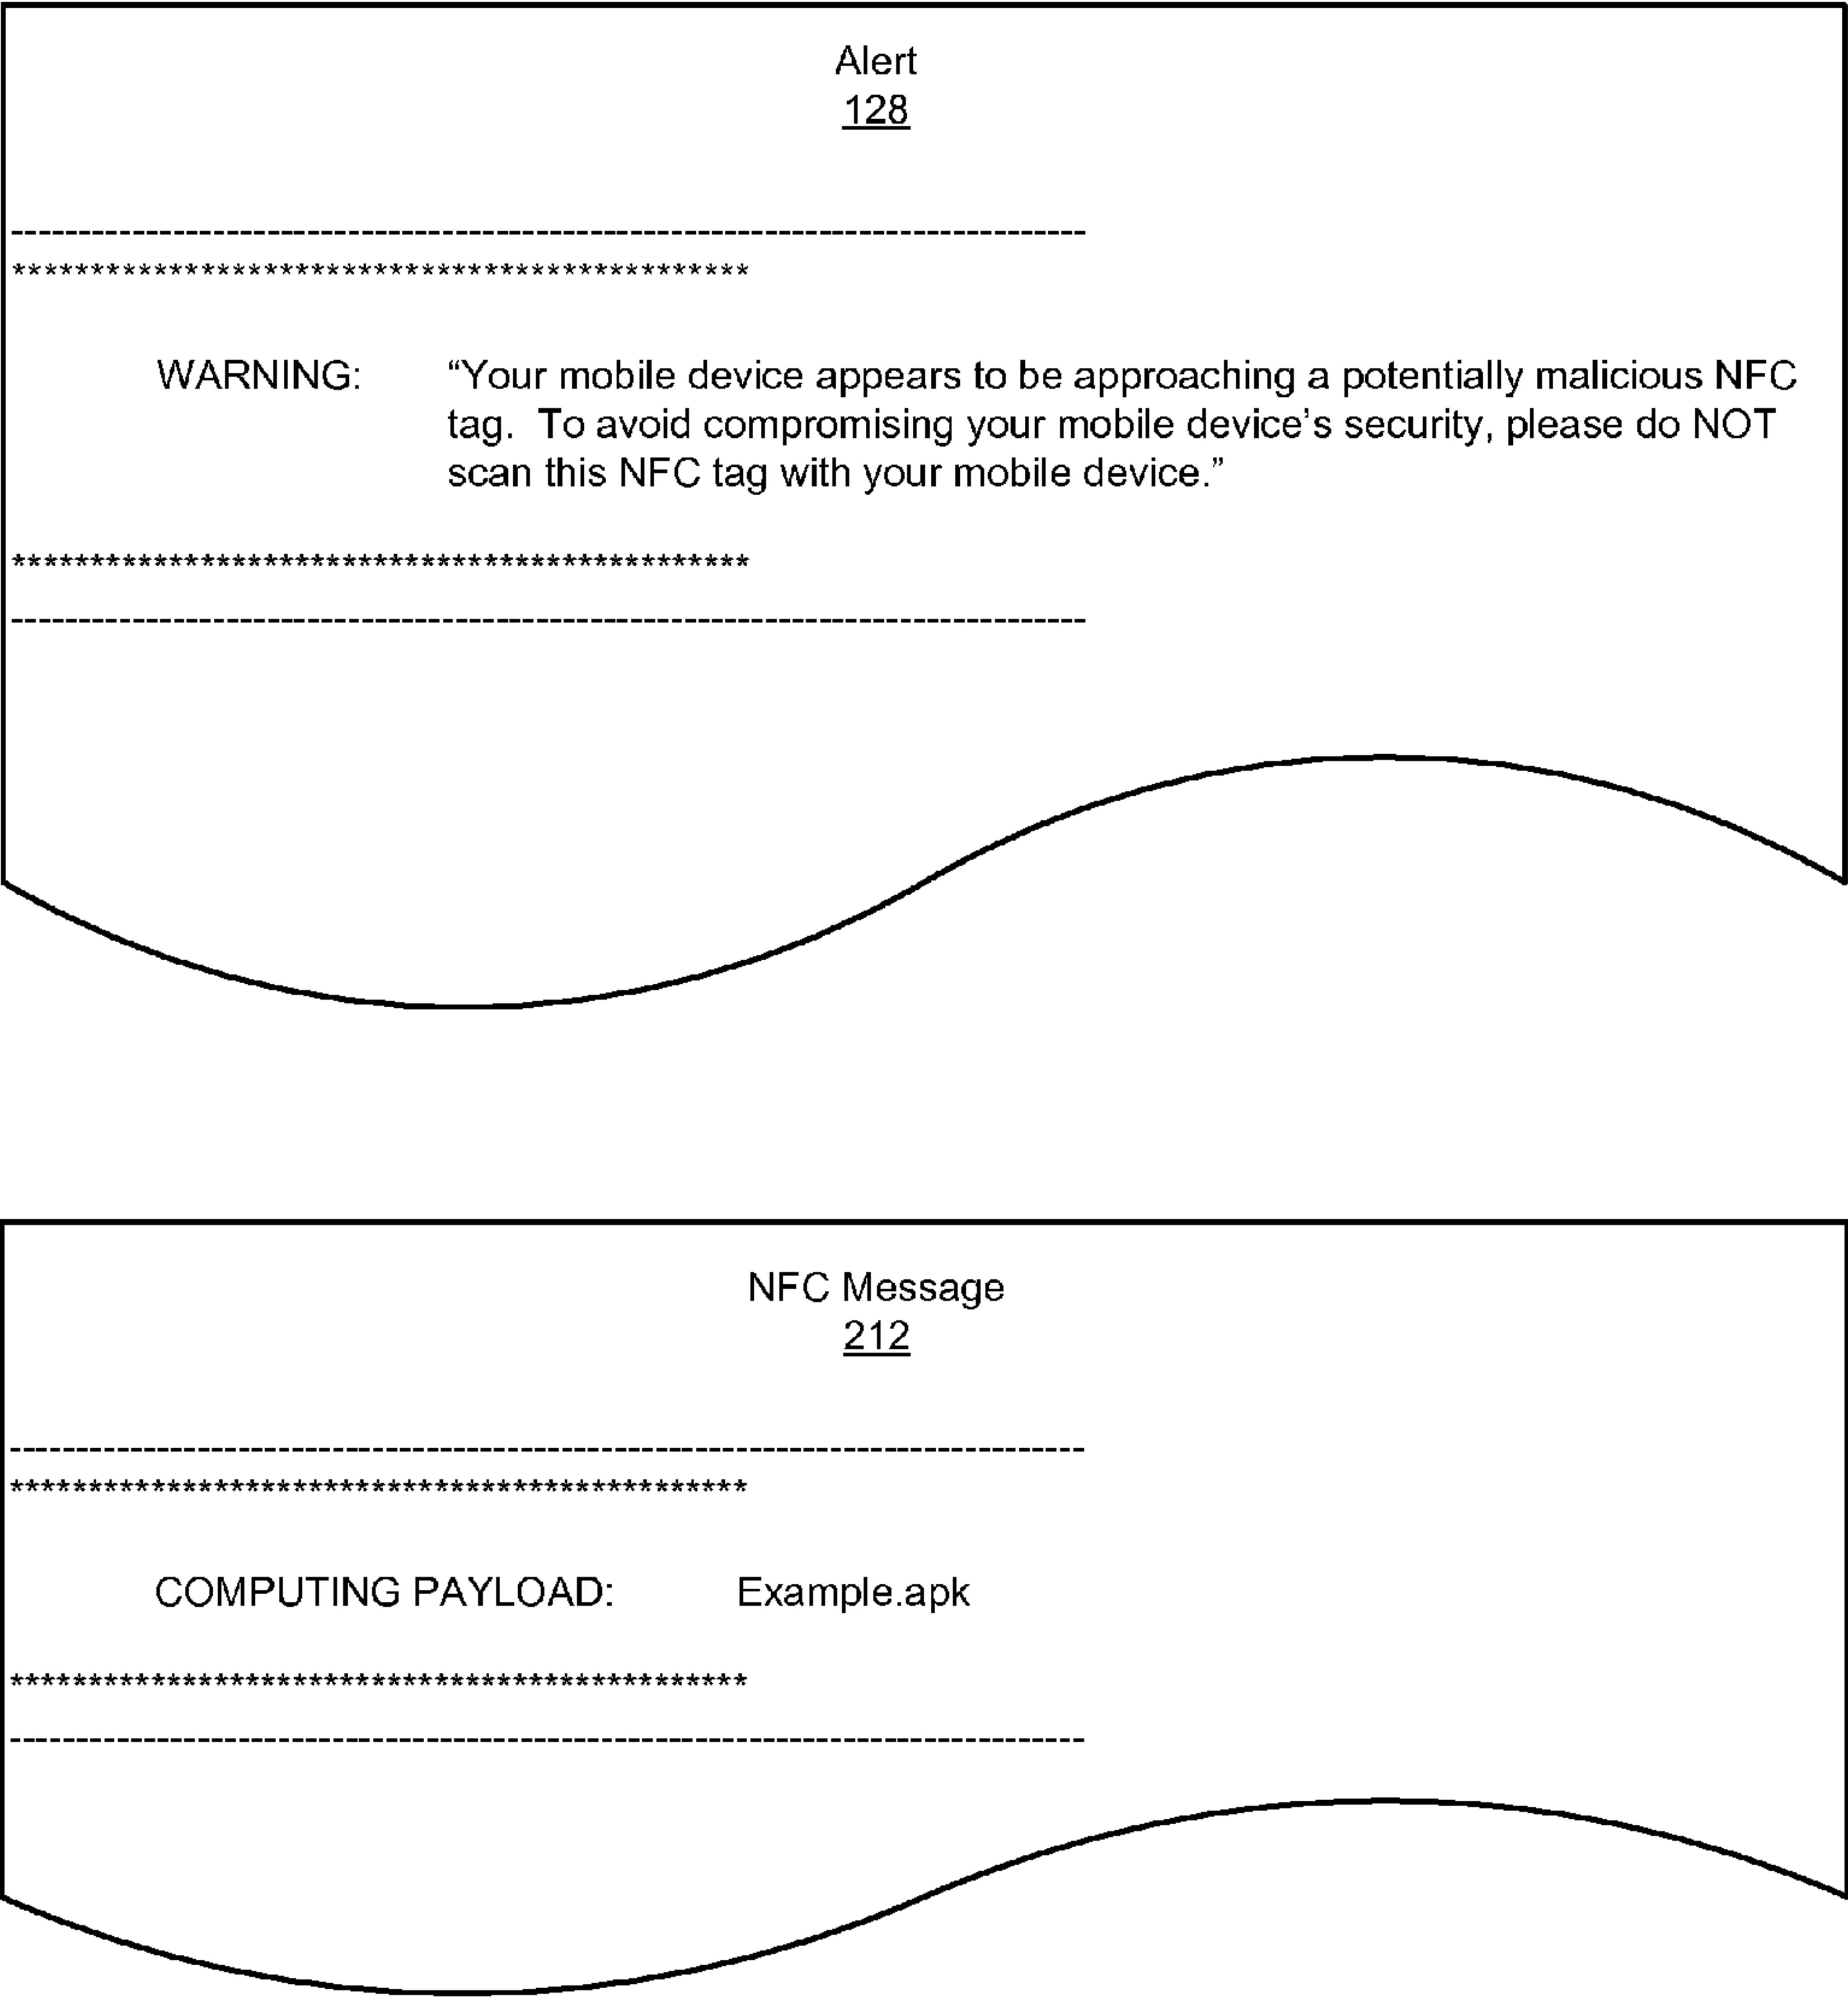 Alert
128
--------------------------------------------------------------------------------
***********************************************
WARNING: “Your mobile device appears to be approaching a potentially malicious NFC
tag. To avoid compromising your mobile device’s security, please do NOT
scan this NFC tag with your mobile device.”
***********************************************
--------------------------------------------------------------------------------
NFC Message
212
--------------------------------------------------------------------------------
***********************************************
COMPUTING PAYLOAD: Example.apk
***********************************************
--------------------------------------------------------------------------------